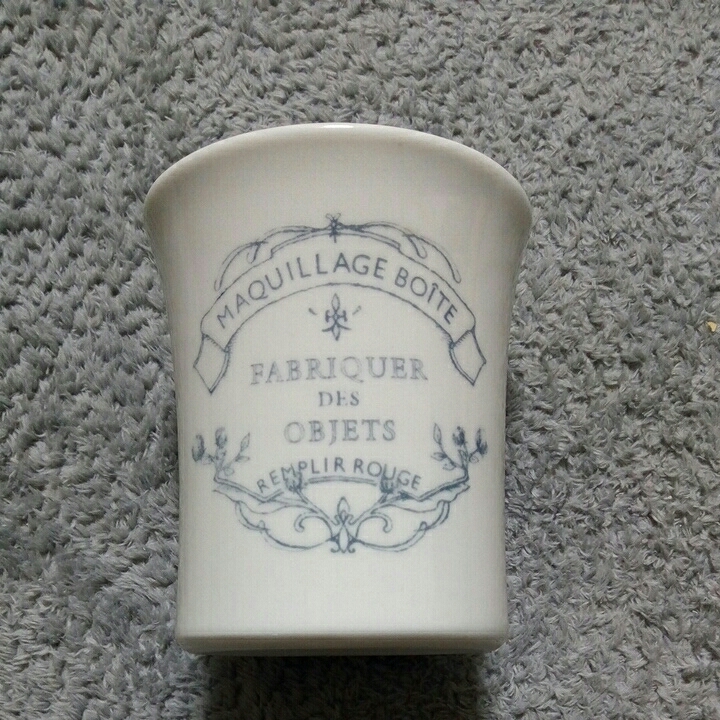 MAQUILLAGE BOÎTE
FABRIQUER
DES
OBJETS
REMPLIR ROUGE